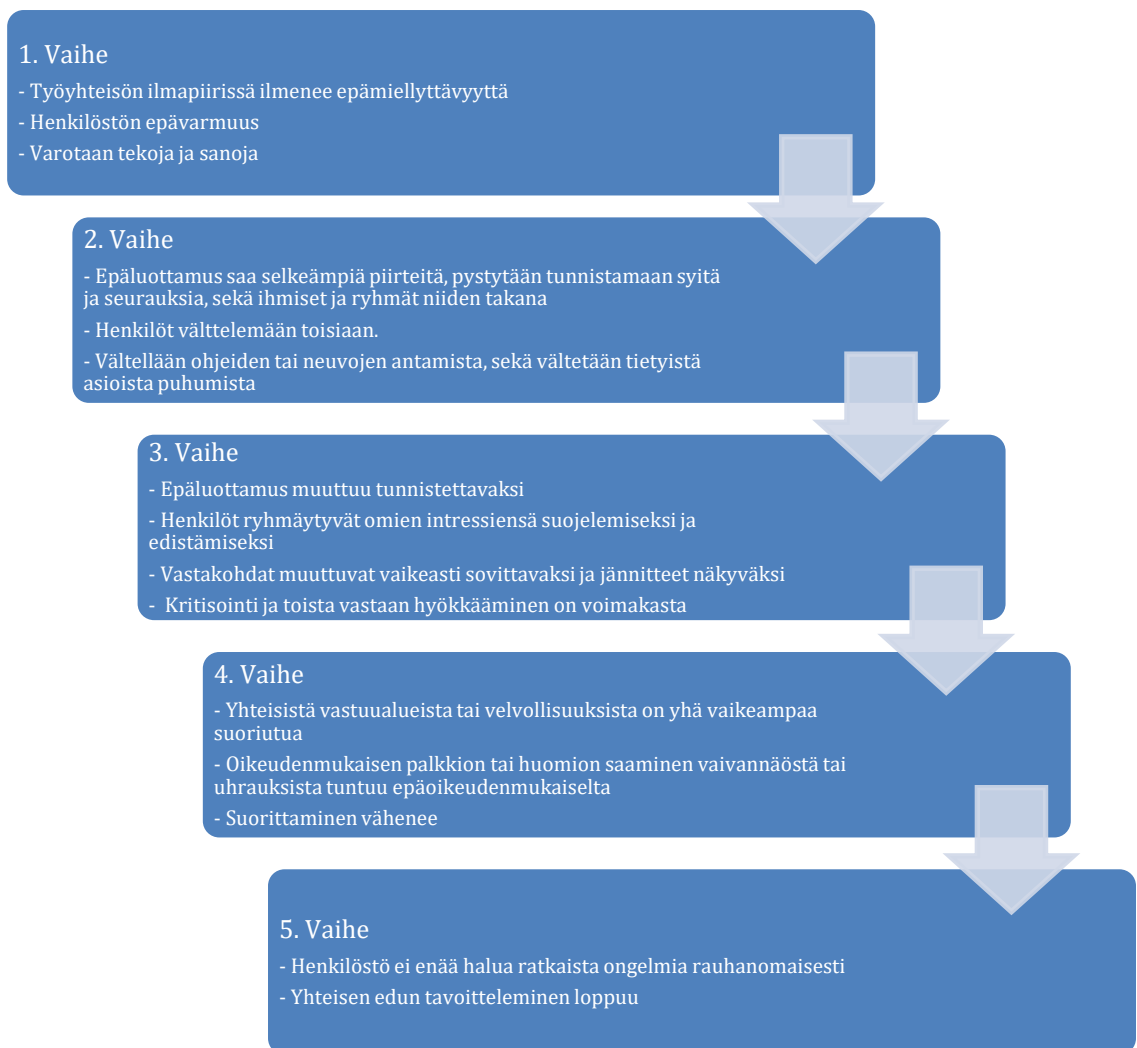 1. Vaihe
- Työyhteisön ilmapiirissä ilmenee epämiellyttävyyttä
- Henkilöstön epävarmuus
- Varotaan tekoja ja sanoja
2. Vaihe
- Epäluottamus saa selkeämpiä piirteitä, pystytään tunnistamaan syitä
ja seurauksia, sekä ihmiset ja ryhmät niiden takana
- Henkilöt välttelemään toisiaan.
- Vältellään ohjeiden tai neuvojen antamista, sekä vältetään tietyistä
asioista puhumista
3. Vaihe
- Epäluottamus muuttuu tunnistettavaksi
- Henkilöt ryhmäytyvät omien intressiensä suojelemiseksi ja
edistämiseksi
- Vastakohdat muuttuvat vaikeasti sovittavaksi ja jännitteet näkyväksi
- Kritisointi ja toista vastaan hyökkääminen on voimakasta
4. Vaihe
- Yhteisistä vastuualueista tai velvollisuuksista on yhä vaikeampaa
suoriutua
- Oikeudenmukaisen palkkion tai huomion saaminen vaivannäöstä tai
uhrauksista tuntuu epäoikeudenmukaiselta
- Suorittaminen vähenee
5. Vaihe
- Henkilöstö ei enää halua ratkaista ongelmia rauhanomaisesti
- Yhteisen edun tavoitteleminen loppuu